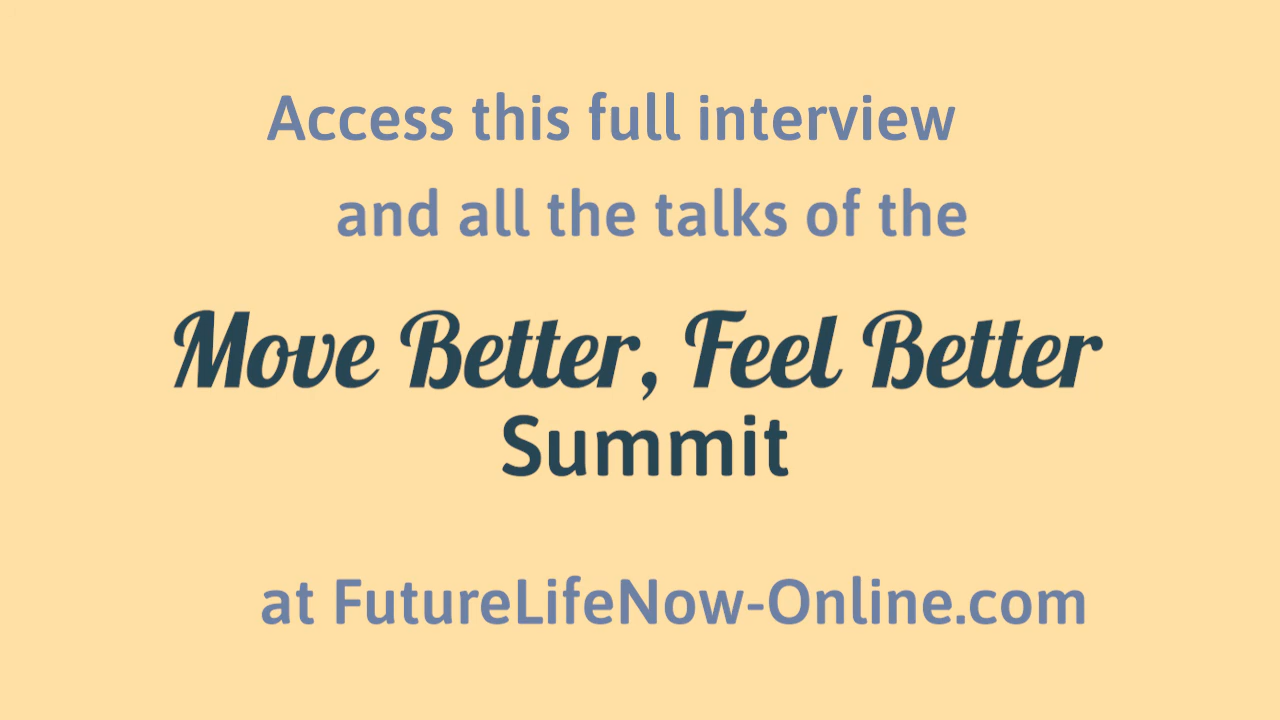 Access this full interview
and all the talks of the
Move Better, Feel Better
Summit
at FutureLifeNow-Online.com